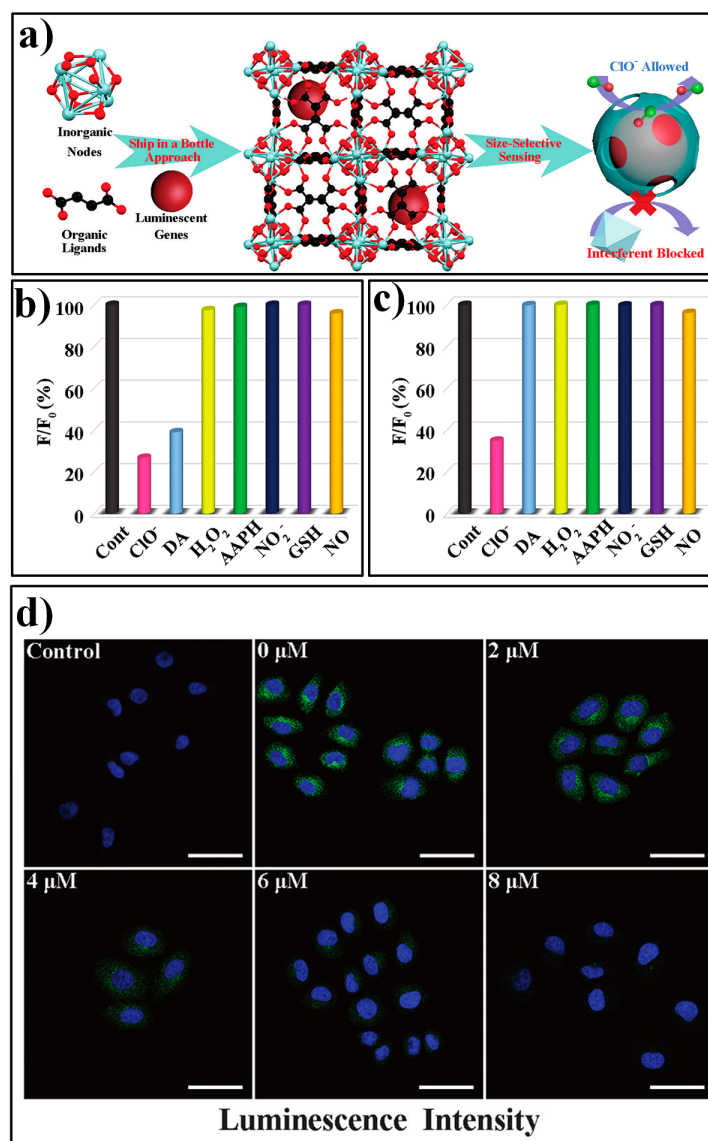 a)
Inorganic
Nodes
Organic
Ligands
Luminescent
Genes
Ship in a Bottle
Approach
Size-Selective
Sensing
ClO⁻ Allowed
Interferent Blocked
b)
F/F₀ (%)
100
80
60
40
20
0
Cont
ClO⁻
DA
H₂O₂
AAPH
NO₂⁻
GSH
NO
c)
F/F₀ (%)
100
80
60
40
20
0
Cont
ClO⁻
DA
H₂O₂
AAPH
NO₂⁻
GSH
NO
d)
Control
0 μM
2 μM
4 μM
6 μM
8 μM
Luminescence Intensity